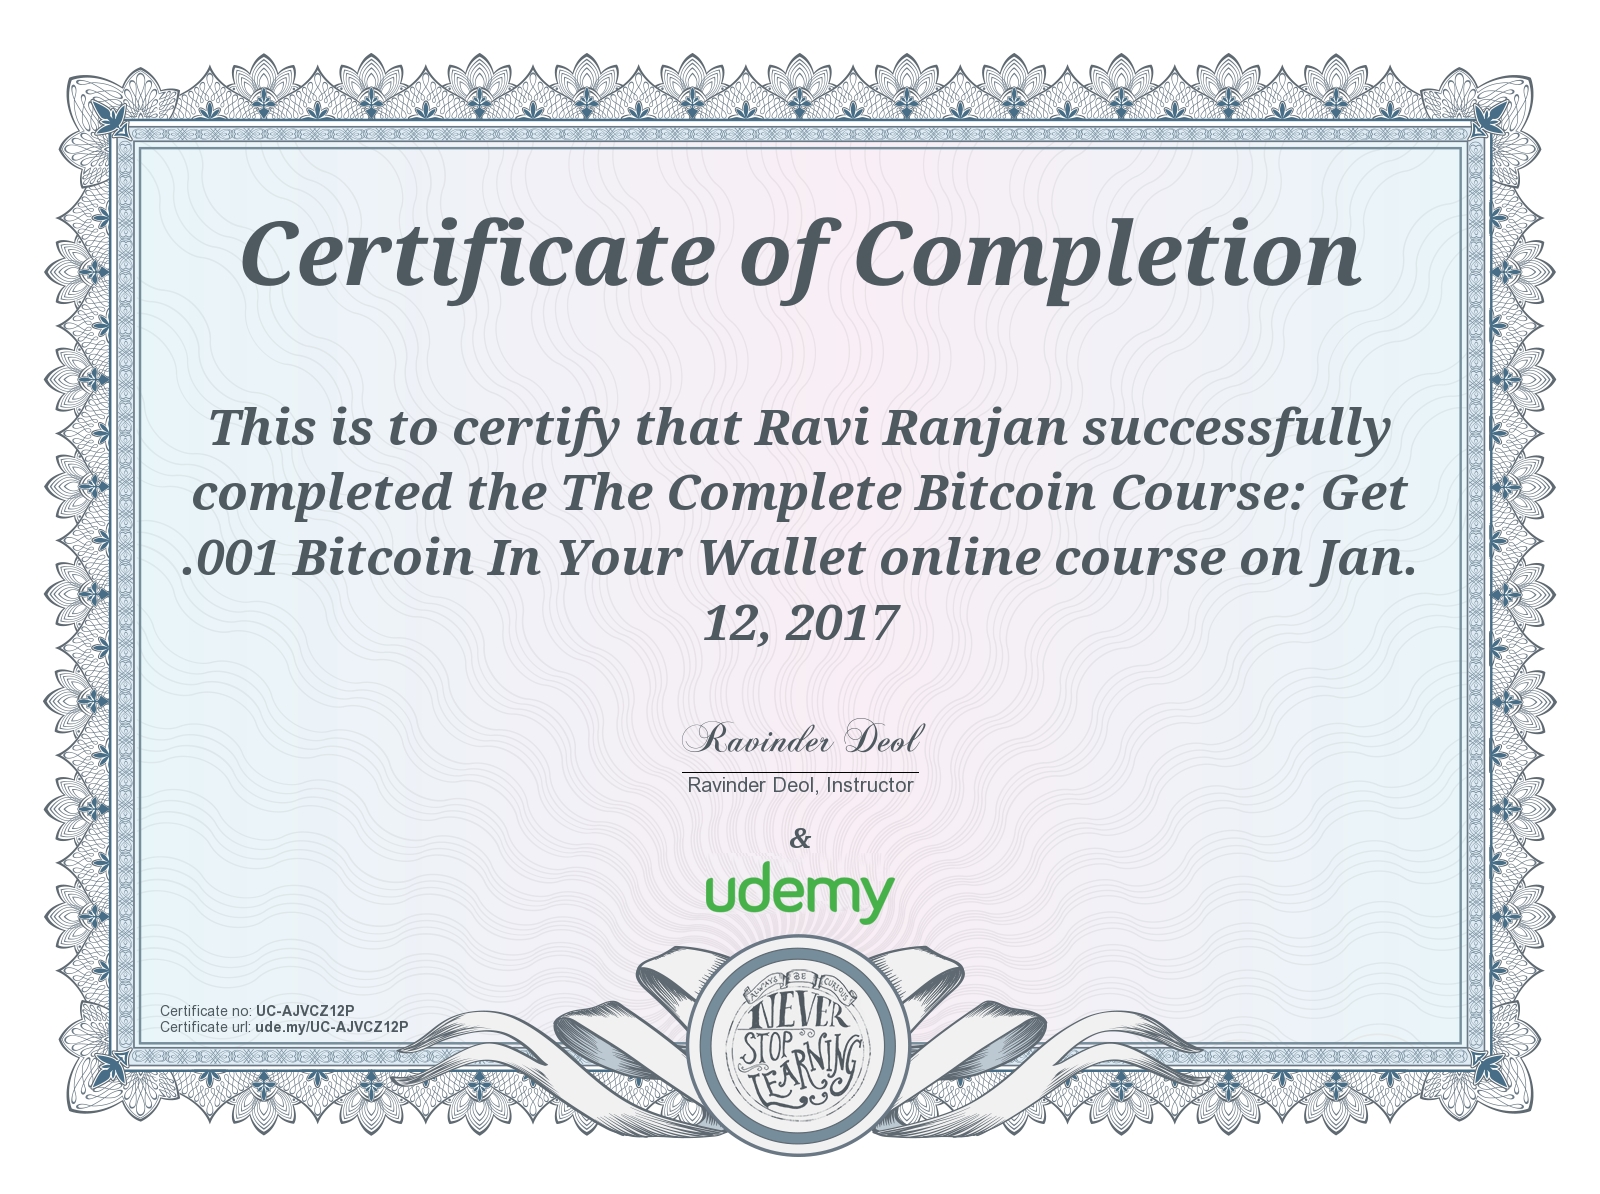 Certificate of Completion
This is to certify that Ravi Ranjan successfully
completed the The Complete Bitcoin Course: Get
.001 Bitcoin In Your Wallet online course on Jan.
12, 2017
Ravinder Deol
Ravinder Deol, Instructor
&
udemy
Certificate no: UC-AJVCZ12P
Certificate url: ude.my/UC-AJVCZ12P
ALWAYS BE CURIOUS
NEVER
STOP
LEARNING